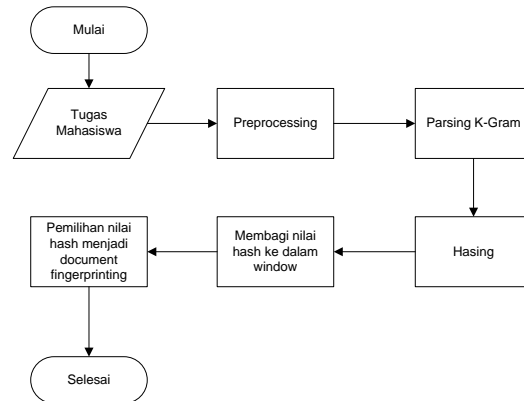 Mulai
Tugas
Mahasiswa
Preprocessing
Parsing K-Gram
Hasing
Membagi nilai
hash ke dalam
window
Pemilihan nilai
hash menjadi
document
fingerprinting
Selesai